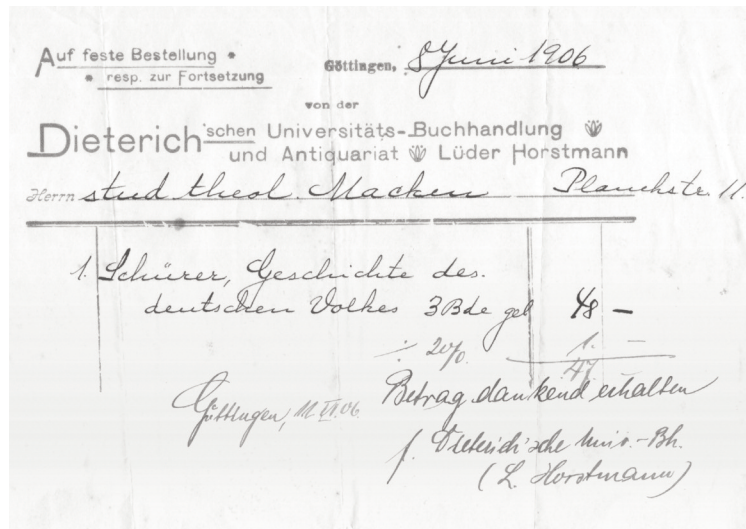 Auf feste Bestellung
resp. zur Fortsetzung
Göttingen, 8 Juni 1906
von der
Dieterich'schen Universitäts-Buchhandlung
und Antiquariat Lüder Horstmann
Herrn stud theol. Macken Planckstr. 11.
1. Schürer, Geschichte des
deutschen Volkes 3 Bde geb 48 —
20% 1. —
47
Göttingen, 11 VI 06 Betrag dankend erhalten
f. Dieterich'sche Univ.-Bh.
(L. Horstmann)